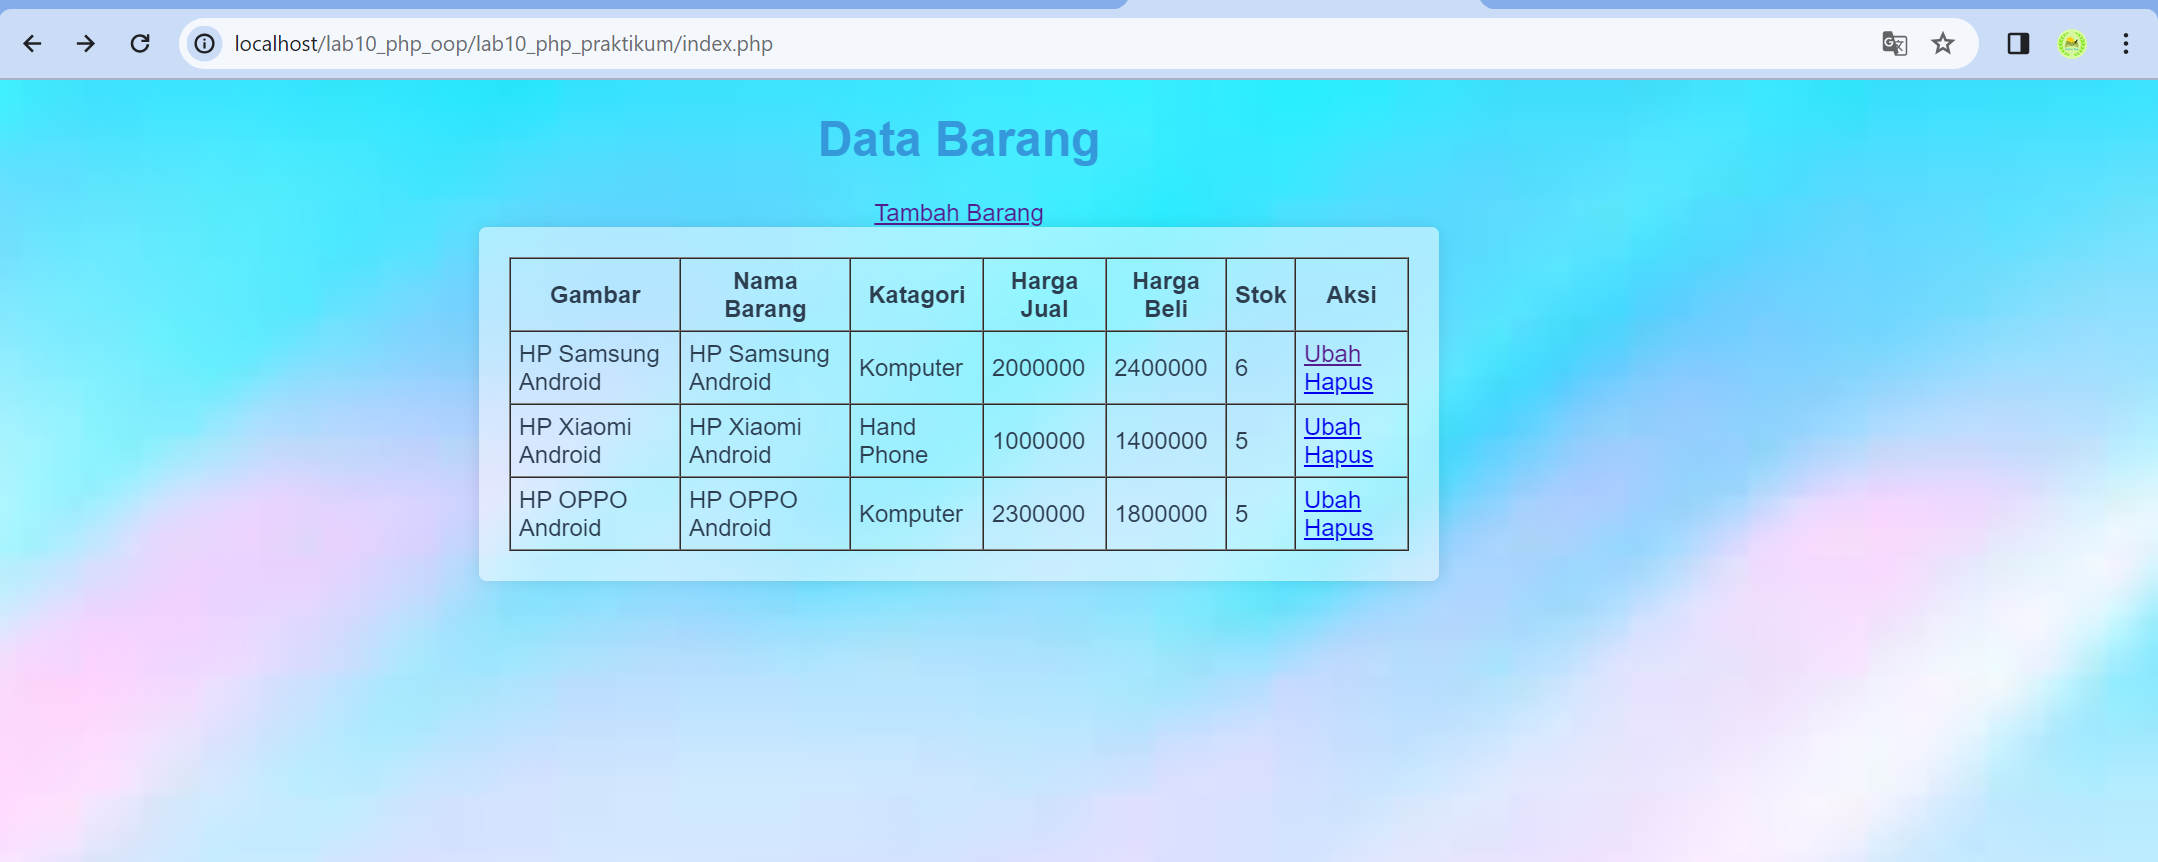 localhost/lab10_php_oop/lab10_php_praktikum/index.php
Data Barang
Tambah Barang
Gambar Nama Barang Katagori Harga Jual Harga Beli Stok Aksi
HP Samsung Android HP Samsung Android Komputer 2000000 2400000 6 Ubah Hapus
HP Xiaomi Android HP Xiaomi Android Hand Phone 1000000 1400000 5 Ubah Hapus
HP OPPO Android HP OPPO Android Komputer 2300000 1800000 5 Ubah Hapus